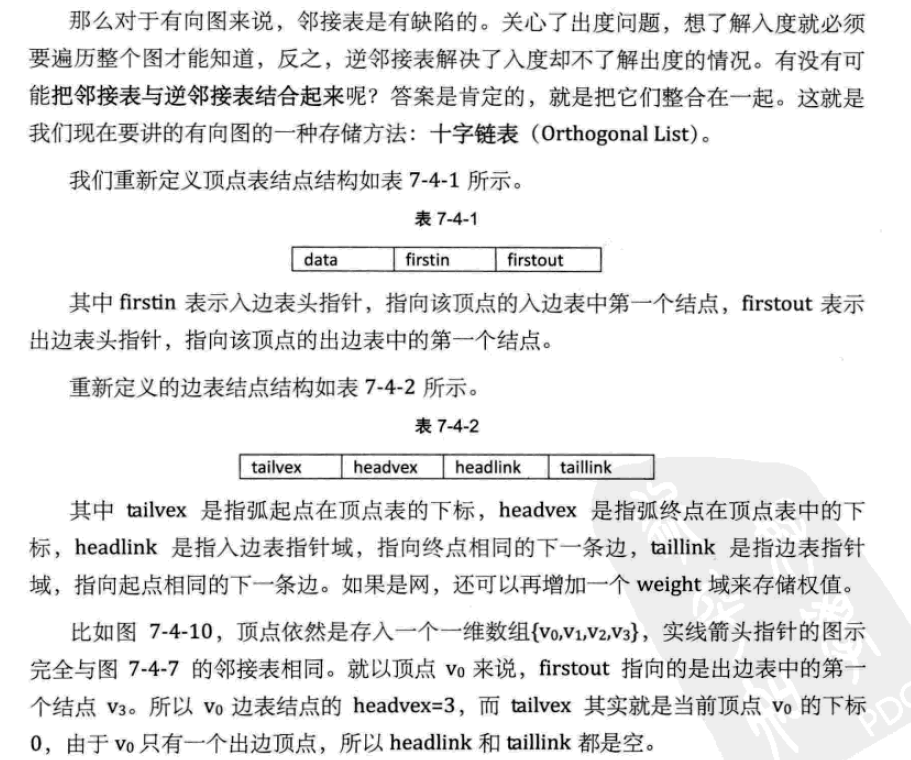 那么对于有向图来说，邻接表是有缺陷的。关心了出度问题，想了解入度就必须
要遍历整个图才能知道，反之，逆邻接表解决了入度却不了解出度的情况。有没有可
能把邻接表与逆邻接表结合起来呢？答案是肯定的，就是把它们整合在一起。这就是
我们现在要讲的有向图的一种存储方法：十字链表（Orthogonal List）。
我们重新定义顶点表结点结构如表 7-4-1 所示。
表 7-4-1
data firstin firstout
其中 firstin 表示入边表头指针，指向该顶点的入边表中第一个结点，firstout 表示
出边表头指针，指向该顶点的出边表中的第一个结点。
重新定义的边表结点结构如表 7-4-2 所示。
表 7-4-2
tailvex headvex headlink taillink
其中 tailvex 是指弧起点在顶点表的下标，headvex 是指弧终点在顶点表中的下
标，headlink 是指入边表指针域，指向终点相同的下一条边，taillink 是指边表指针
域，指向起点相同的下一条边。如果是网，还可以再增加一个 weight 域来存储权值。
比如图 7-4-10，顶点依然是存入一个一维数组{v₀,v₁,v₂,v₃}，实线箭头指针的图示
完全与图 7-4-7 的邻接表相同。就以顶点 v₀ 来说，firstout 指向的是出边表中的第一
个结点 v₃。所以 v₀ 边表结点的 headvex=3，而 tailvex 其实就是当前顶点 v₀ 的下标
0，由于 v₀ 只有一个出边顶点，所以 headlink 和 taillink 都是空。